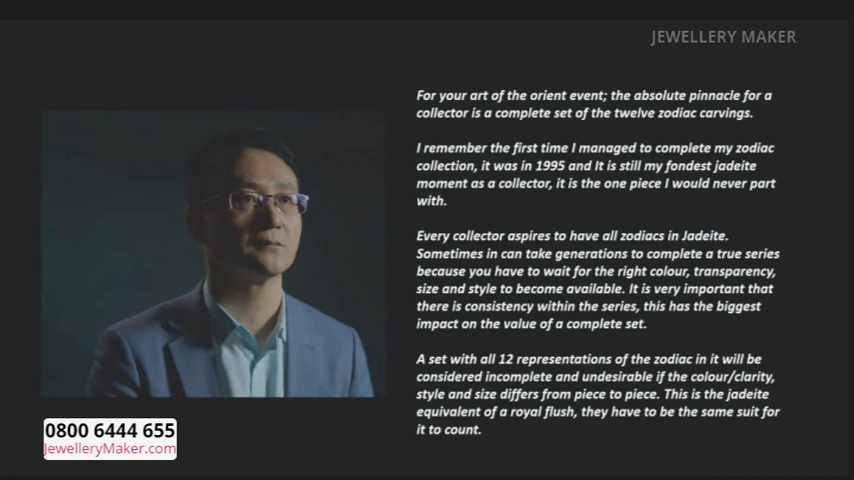 JEWELLERY MAKER
For your art of the orient event; the absolute pinnacle for a
collector is a complete set of the twelve zodiac carvings.
I remember the first time I managed to complete my zodiac
collection, it was in 1995 and It is still my fondest jadeite
moment as a collector, it is the one piece I would never part
with.
Every collector aspires to have all zodiacs in Jadeite.
Sometimes in can take generations to complete a true series
because you have to wait for the right colour, transparency,
size and style to become available. It is very important that
there is consistency within the series, this has the biggest
impact on the value of a complete set.
A set with all 12 representations of the zodiac in it will be
considered incomplete and undesirable if the colour/clarity,
style and size differs from piece to piece. This is the jadeite
equivalent of a royal flush, they have to be the same suit for
it to count.
0800 6444 655
JewelleryMaker.com